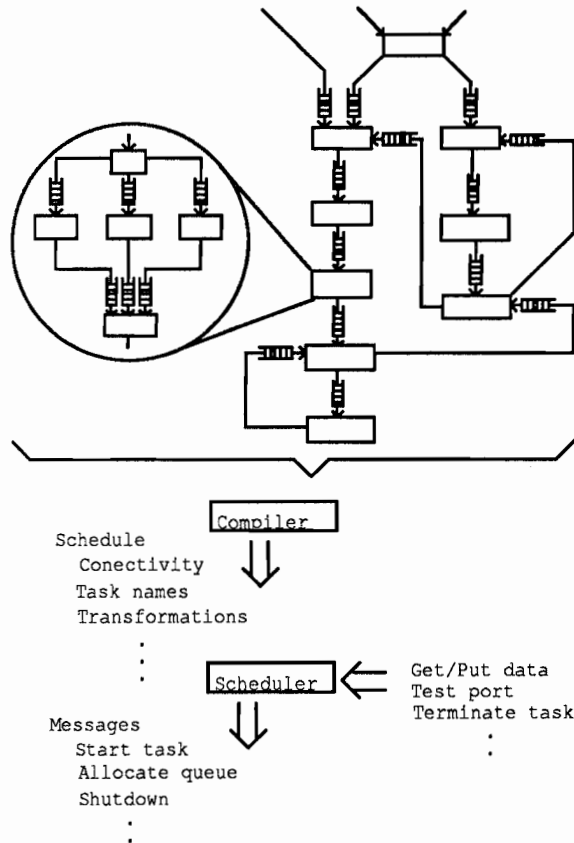 Compiler
Schedule
Conectivity
Task names
Transformations
.
.
.
Scheduler
Get/Put data
Test port
Terminate task
.
.
Messages
Start task
Allocate queue
Shutdown
.
.